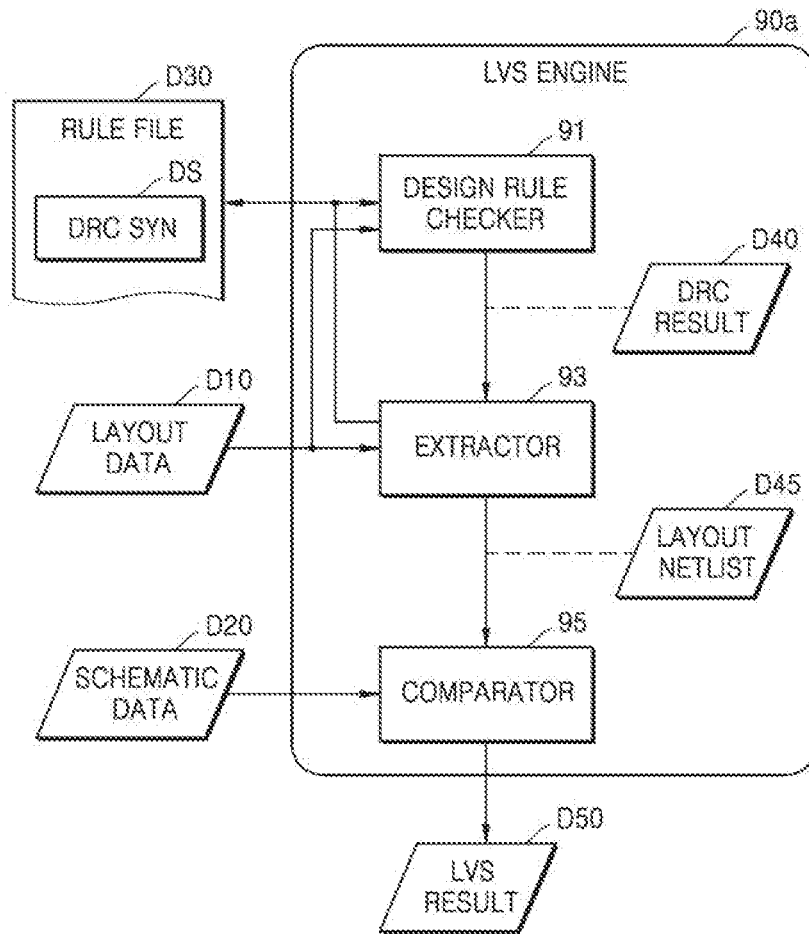 90a
LVS ENGINE
D30
RULE FILE
DS
DRC SYN
91
DESIGN RULE
CHECKER
D40
DRC
RESULT
D10
LAYOUT
DATA
93
EXTRACTOR
D45
LAYOUT
NETLIST
D20
SCHEMATIC
DATA
95
COMPARATOR
D50
LVS
RESULT